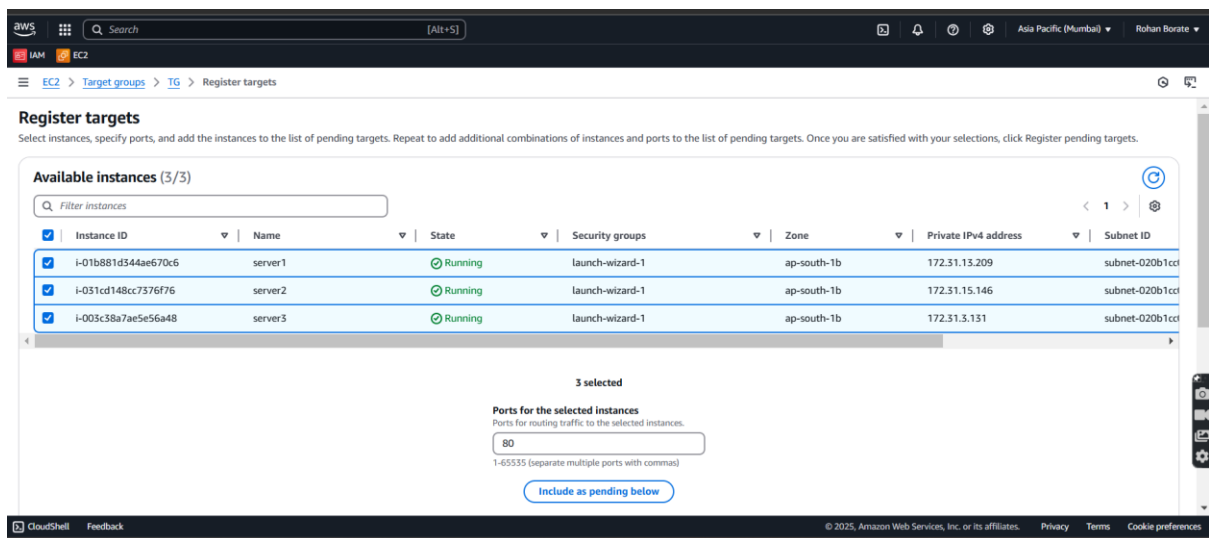 aws Search [Alt+S] Asia Pacific (Mumbai) Rohan Borate
IAM EC2
EC2 > Target groups > TG > Register targets
Register targets
Select instances, specify ports, and add the instances to the list of pending targets. Repeat to add additional combinations of instances and ports to the list of pending targets. Once you are satisfied with your selections, click Register pending targets.
Available instances (3/3)
Filter instances
< 1 >
Instance ID Name State Security groups Zone Private IPv4 address Subnet ID
i-01b881d344ae670c6 server1 Running launch-wizard-1 ap-south-1b 172.31.13.209
i-031cd148cc7376f76 server2 Running launch-wizard-1 ap-south-1b 172.31.15.146
i-003c38a7ae5e56a48 server3 Running launch-wizard-1 ap-south-1b 172.31.3.131
3 selected
Ports for the selected instances
Ports for routing traffic to the selected instances.
80
1-65535 (separate multiple ports with commas)
Include as pending below
CloudShell Feedback © 2025, Amazon Web Services, Inc. or its affiliates. Privacy Terms Cookie preferences